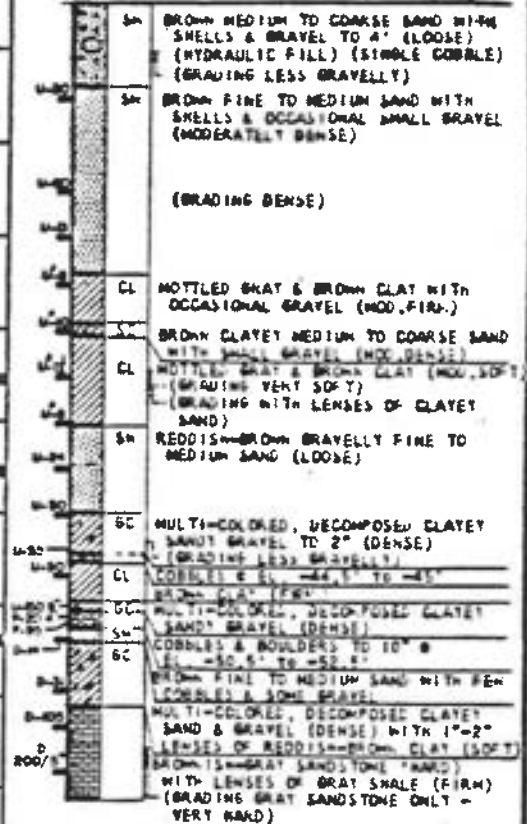 SM BROWN MEDIUM TO COARSE SAND WITH
SHELLS & GRAVEL TO 4" (LOOSE)
(HYDRAULIC FILL) (SINGLE COBBLE)
(GRADING LESS GRAVELLY)
SM BROWN FINE TO MEDIUM SAND WITH
SHELLS & OCCASIONAL SMALL GRAVEL
(MODERATELY DENSE)
(GRADING DENSE)
CL MOTTLED GRAY & BROWN CLAY WITH
OCCASIONAL GRAVEL (MOD.FIRM)
BROWN CLAYEY MEDIUM TO COARSE SAND
WITH SMALL GRAVEL (MOD.DENSE)
CL MOTTLED GRAY & BROWN CLAY (MOD.SOFT)
(GRADING VERY SOFT)
(GRADING WITH LENSES OF CLAYEY
SAND)
SM REDDISH-BROWN GRAVELLY FINE TO
MEDIUM SAND (LOOSE)
GC MULTI-COLORED, DECOMPOSED CLAYEY
SANDY GRAVEL TO 2" (DENSE)
(GRADING LESS GRAVELLY)
CL COBBLES @ EL. -44.5' TO -45'
BROWN CLAY (FIRM)
GC MULTI-COLORED, DECOMPOSED CLAYEY
SANDY GRAVEL (DENSE)
SM
GC COBBLES & BOULDERS TO 10" @
EL. -50.5' TO -52.5'
BROWN FINE TO MEDIUM SAND WITH FEW
COBBLES & SOME GRAVEL
MULTI-COLORED, DECOMPOSED CLAYEY
SAND & GRAVEL (DENSE) WITH 1"-2"
LENSES OF REDDISH-BROWN CLAY (SOFT)
D
200/
BROWNISH-GRAY SANDSTONE (HARD)
WITH LENSES OF GRAY SHALE (FIRM)
(GRADING GRAY SANDSTONE ONLY -
VERY HARD)